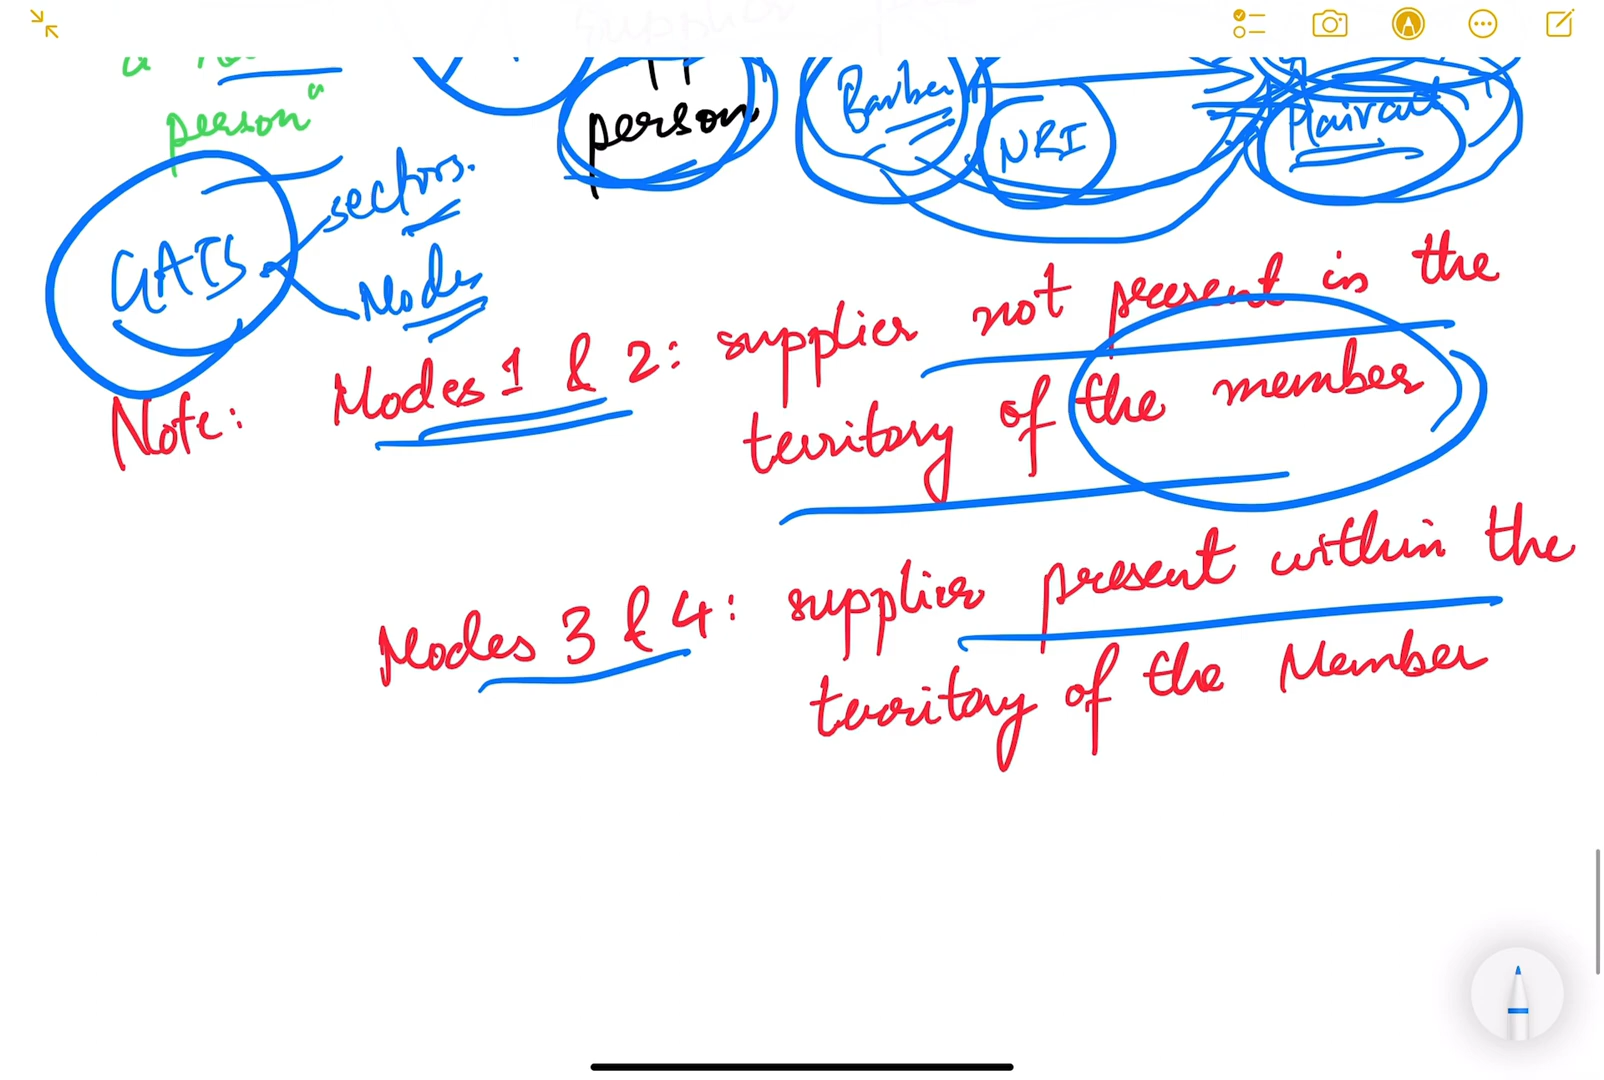 person"
person
Barber
NRI
Haircut
sectors.
GATS
Modes
Note: Modes 1 & 2: supplier not present in the
territory of the member
Modes 3 & 4: supplier present within the
territory of the Member